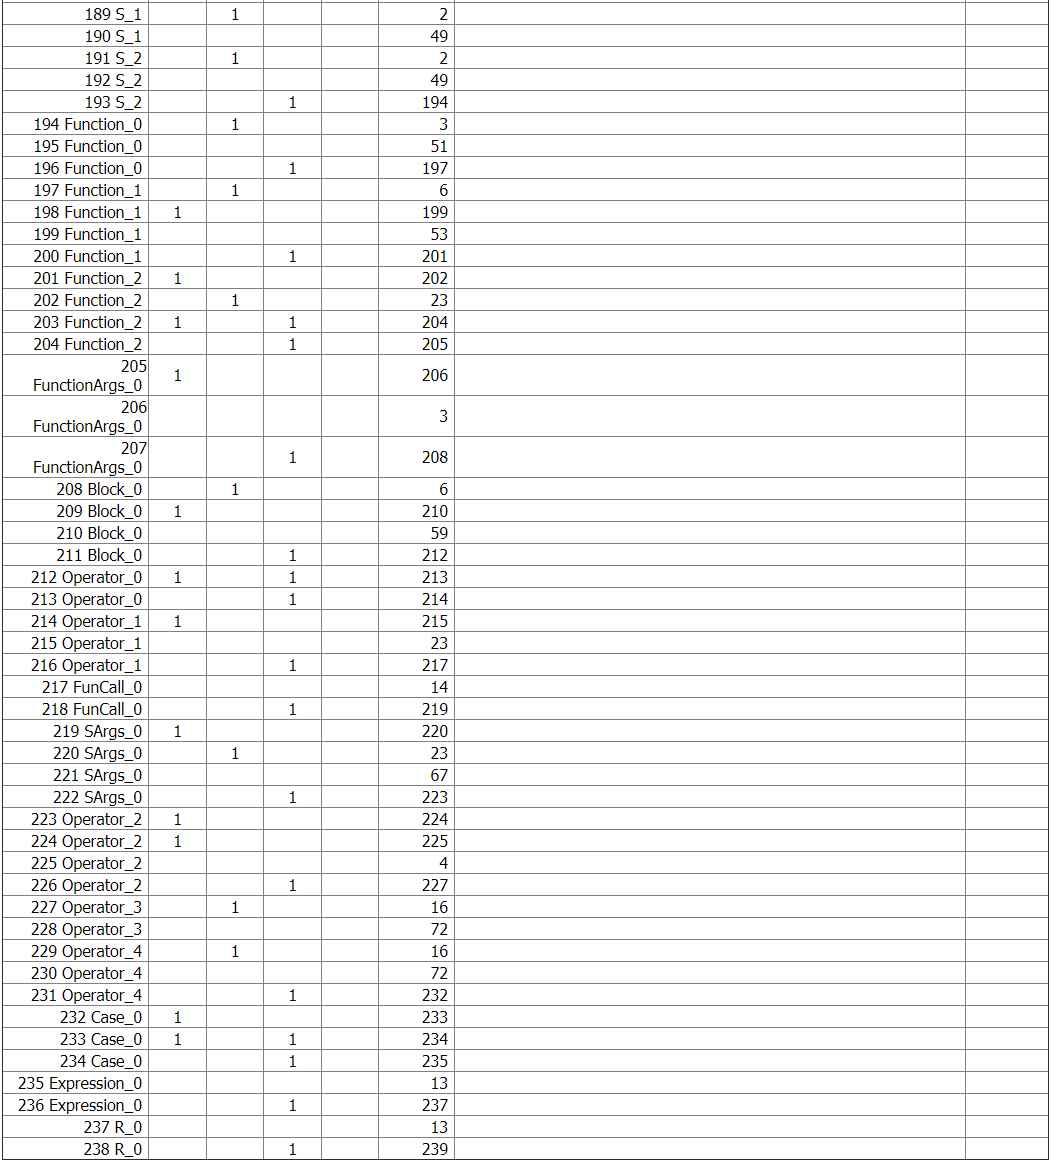 189 S_1 1 2
190 S_1 49
191 S_2 1 2
192 S_2 49
193 S_2 1 194
194 Function_0 1 3
195 Function_0 51
196 Function_0 1 197
197 Function_1 1 6
198 Function_1 1 199
199 Function_1 53
200 Function_1 1 201
201 Function_2 1 202
202 Function_2 1 23
203 Function_2 1 1 204
204 Function_2 1 205
205
FunctionArgs_0 1 206
206
FunctionArgs_0 3
207
FunctionArgs_0 1 208
208 Block_0 1 6
209 Block_0 1 210
210 Block_0 59
211 Block_0 1 212
212 Operator_0 1 1 213
213 Operator_0 1 214
214 Operator_1 1 215
215 Operator_1 23
216 Operator_1 1 217
217 FunCall_0 14
218 FunCall_0 1 219
219 SArgs_0 1 220
220 SArgs_0 1 23
221 SArgs_0 67
222 SArgs_0 1 223
223 Operator_2 1 224
224 Operator_2 1 225
225 Operator_2 4
226 Operator_2 1 227
227 Operator_3 1 16
228 Operator_3 72
229 Operator_4 1 16
230 Operator_4 72
231 Operator_4 1 232
232 Case_0 1 233
233 Case_0 1 1 234
234 Case_0 1 235
235 Expression_0 13
236 Expression_0 1 237
237 R_0 13
238 R_0 1 239